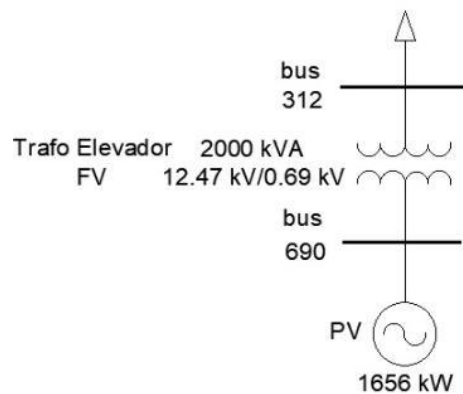 bus
312
Trafo Elevador 2000 kVA
FV 12.47 kV/0.69 kV
bus
690
PV
1656 kW